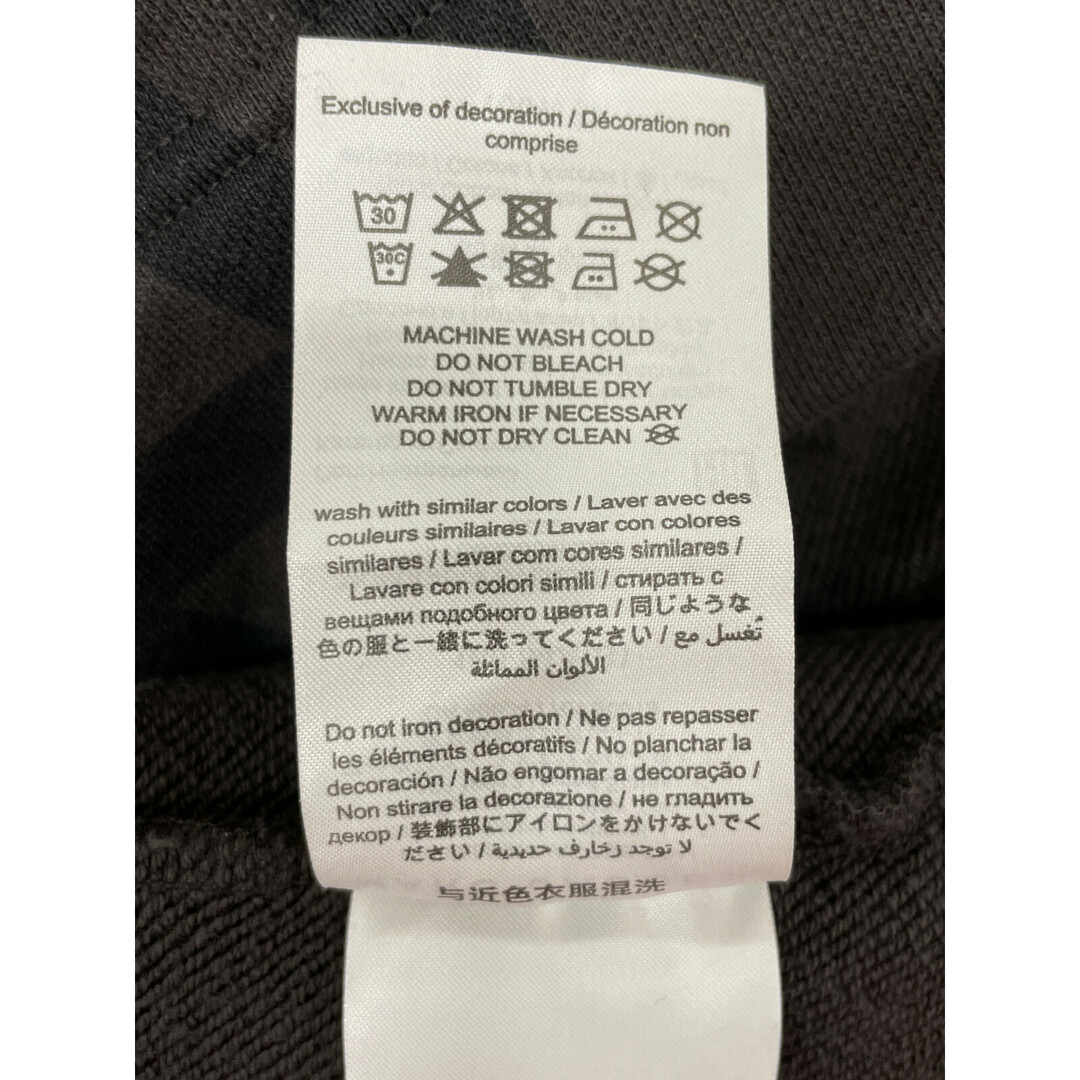 Exclusive of decoration / Décoration non
comprise
30
30C
MACHINE WASH COLD
DO NOT BLEACH
DO NOT TUMBLE DRY
WARM IRON IF NECESSARY
DO NOT DRY CLEAN
wash with similar colors / Laver avec des
couleurs similaires / Lavar con colores
similares / Lavar com cores similares /
Lavare con colori simili / стирать с
вещами подобного цвета / 同じような
色の服と一緒に洗ってください / تُغسل مع
الألوان المماثلة
Do not iron decoration / Ne pas repasser
les éléments décoratifs / No planchar la
decoración / Não engomar a decoração /
Non stirare la decorazione / не гладить
декор / 装飾部にアイロンをかけないでく
ださい / لا توجد زخارف حديدية
与近色衣服混洗